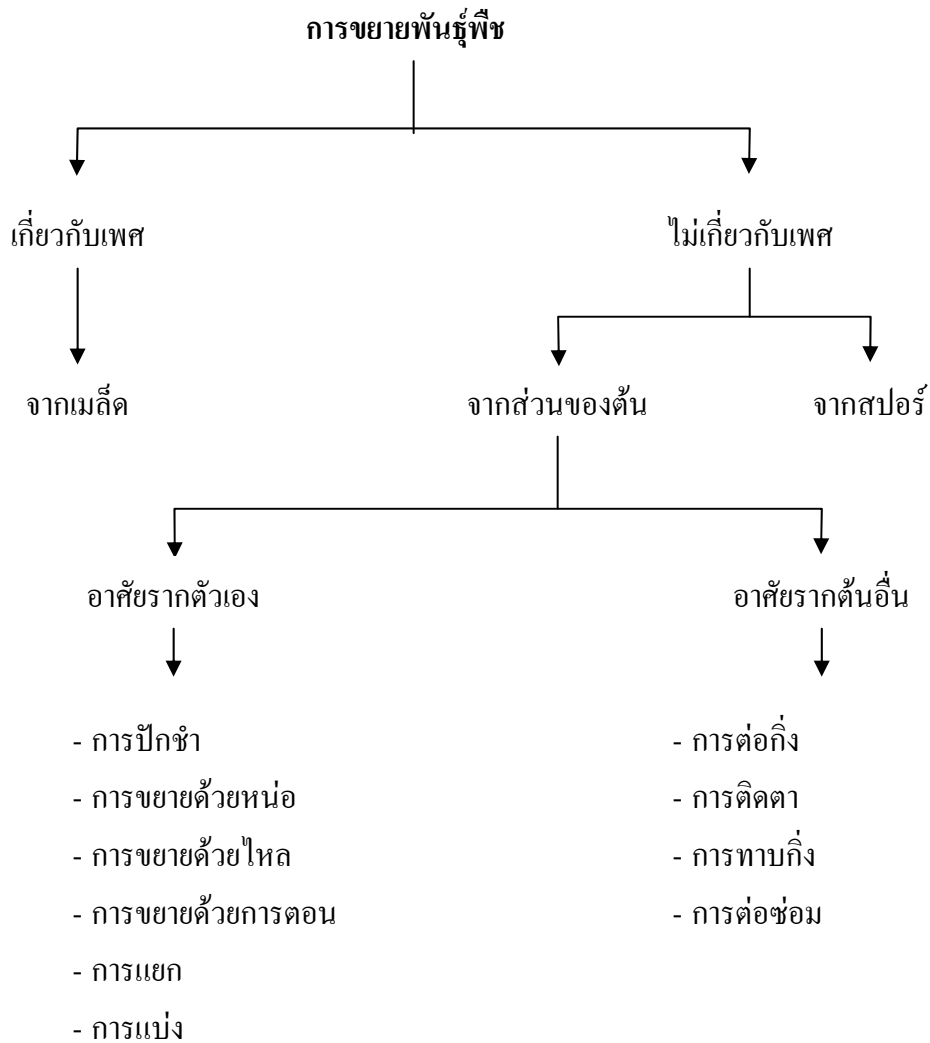 การขยายพันธุ์พืช
เกี่ยวกับเพศ ไม่เกี่ยวกับเพศ
จากเมล็ด จากส่วนของต้น จากสปอร์
อาศัยรากตัวเอง อาศัยรากต้นอื่น
- การปักชำ - การต่อกิ่ง
- การขยายด้วยหน่อ - การติดตา
- การขยายด้วยไหล - การทาบกิ่ง
- การขยายด้วยการตอน - การต่อซ่อม
- การแยก
- การแบ่ง